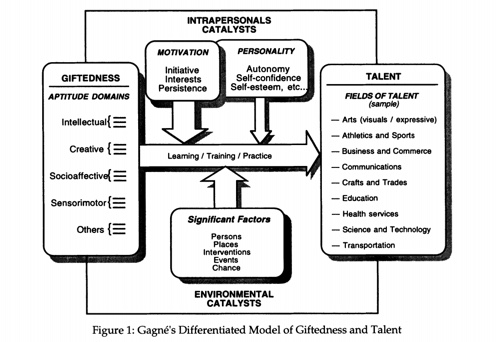 INTRAPERSONALS
CATALYSTS
MOTIVATION
Initiative
Interests
Persistence
PERSONALITY
Autonomy
Self-confidence
Self-esteem, etc...
GIFTEDNESS
APTITUDE DOMAINS
Intellectual
Creative
Socioaffective
Sensorimotor
Others
Learning / Training / Practice
Significant Factors
Persons
Places
Interventions
Events
Chance
ENVIRONMENTAL
CATALYSTS
TALENT
FIELDS OF TALENT
(sample)
— Arts (visuals / expressive)
— Athletics and Sports
— Business and Commerce
— Communications
— Crafts and Trades
— Education
— Health services
— Science and Technology
— Transportation
Figure 1: Gagné's Differentiated Model of Giftedness and Talent